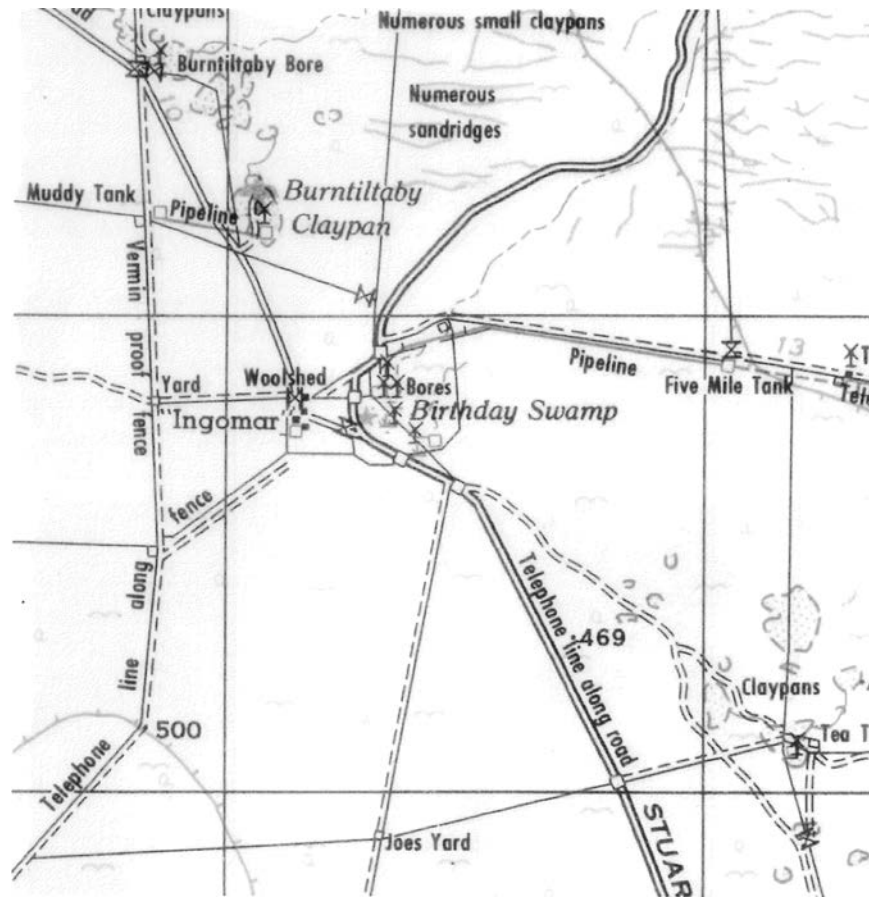 Claypans
Numerous small claypans
Burntiltaby Bore
Numerous
sandridges
Burntiltaby
Claypan
Muddy Tank
Pipeline
Vermin proof fence
13
Pipeline
Five Mile Tank
Yard
Woolshed
Bores
Ingomar
Birthday Swamp
fence
Telephone line along road
469
Telephone line along
500
Claypans
Joes Yard